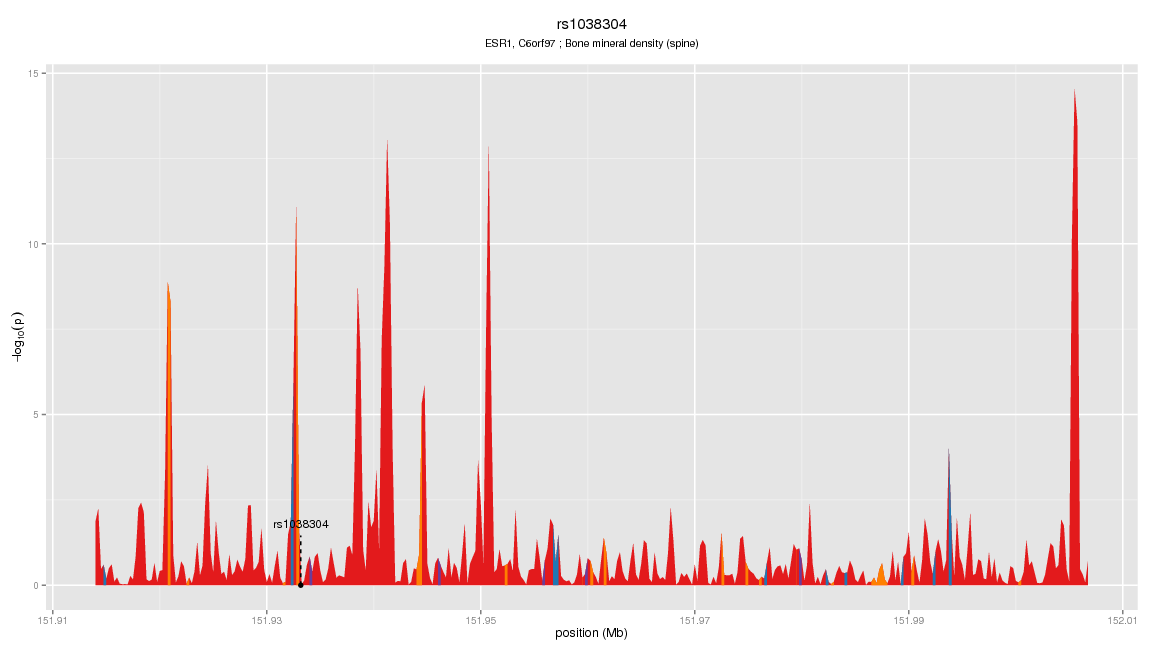 rs1038304
ESR1, C6orf97 ; Bone mineral density (spine)
15
10
5
0
−log10(p)
rs1038304
151.91
151.93
151.95
151.97
151.99
152.01
position (Mb)